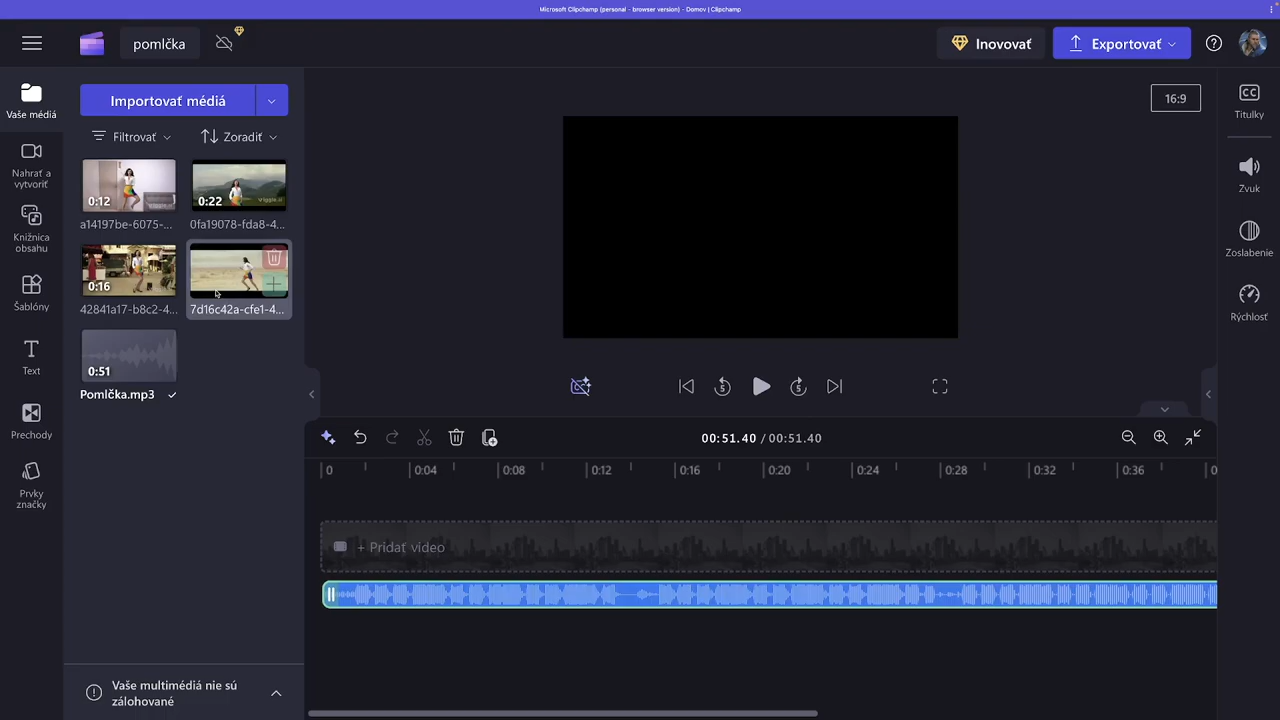 Microsoft Clipchamp (personal - browser version) - Domov | Clipchamp
pomlčka
Inovovať
Exportovať
Vaše médiá
Nahrať a
vytvoriť
Knižnica
obsahu
Šablóny
Text
Prechody
Prvky
značky
Importovať médiá
Filtrovať
Zoradiť
0:12
a14197be-6075-...
0:22
0fa19078-fda8-4...
0:16
42841a17-b8c2-4...
7d16c42a-cfe1-4...
0:51
Pomlčka.mp3
Vaše multimédiá nie sú
zálohované
16:9
5
5
CC
Titulky
Zvuk
Zoslabenie
Rýchlosť
00:51.40 / 00:51.40
0 0:04 0:08 0:12 0:16 0:20 0:24 0:28 0:32 0:36
+ Pridať video